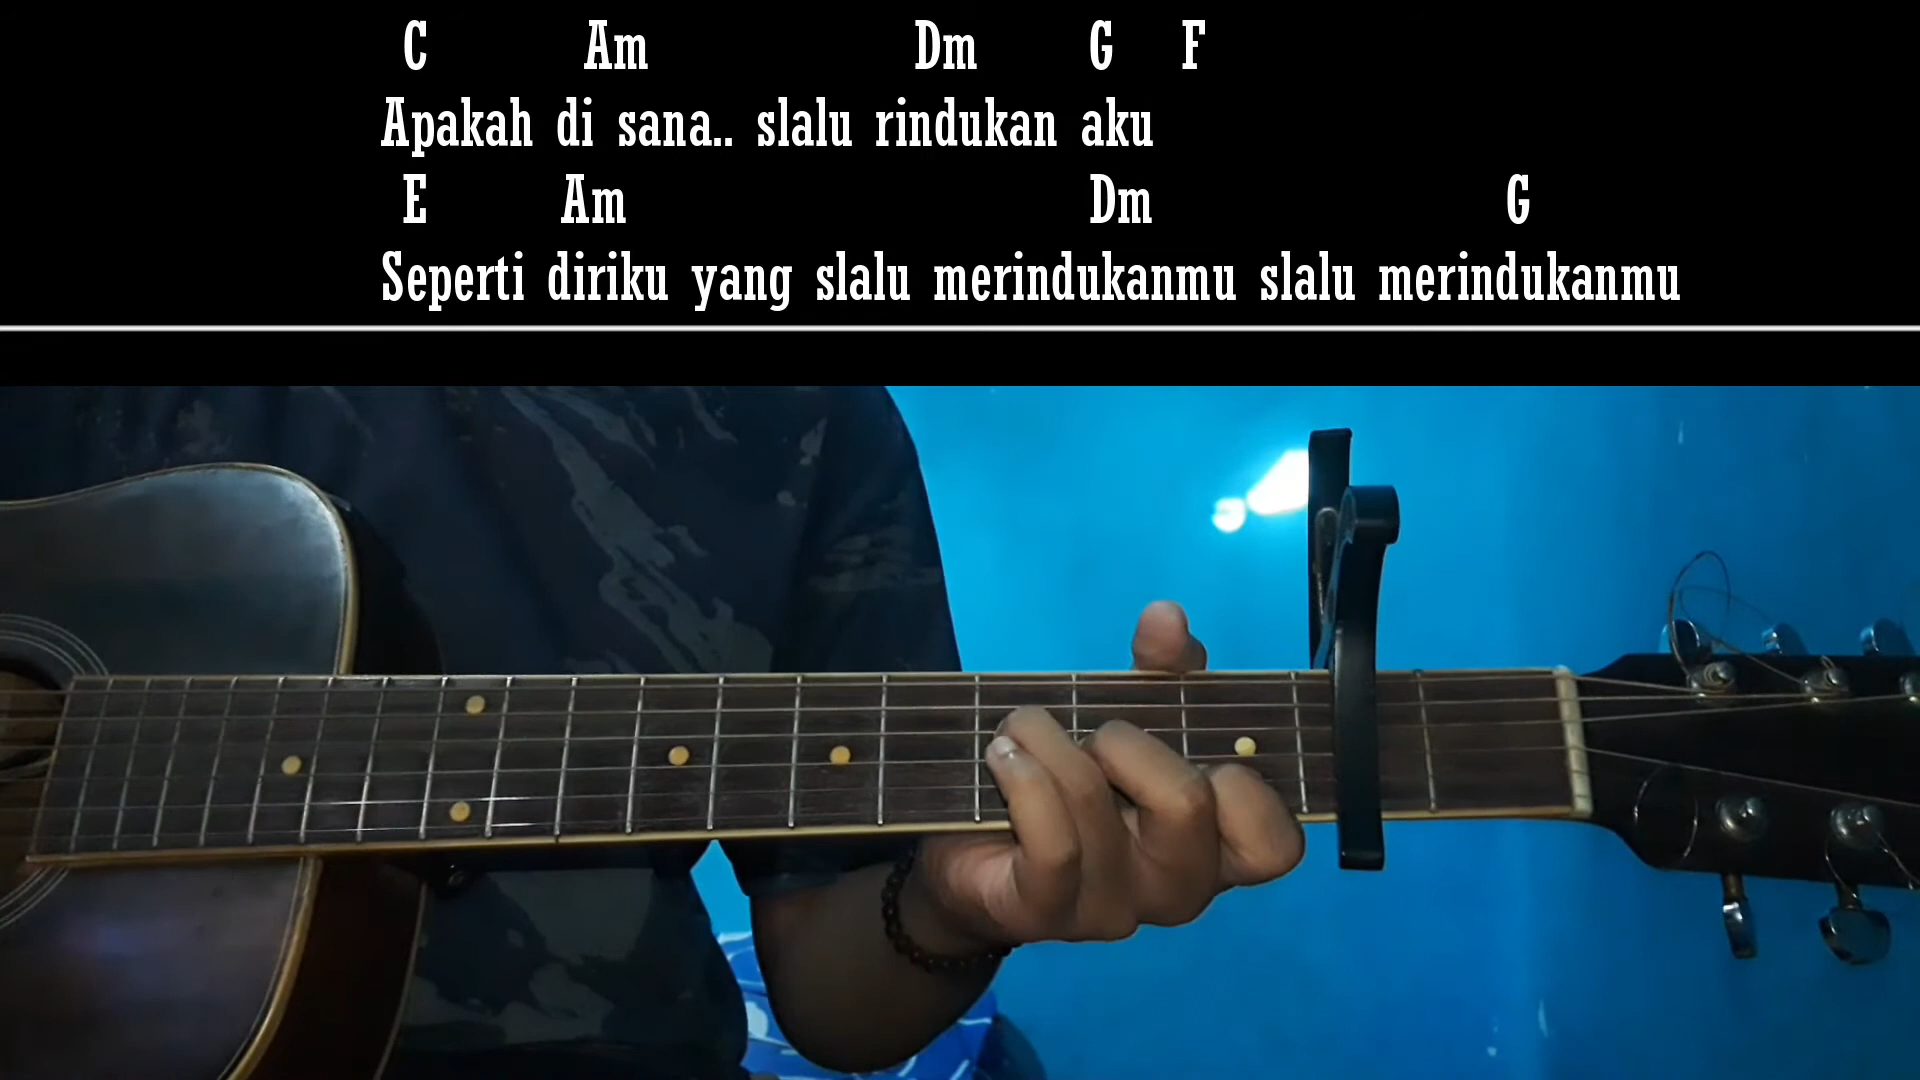 C Am Dm G F
Apakah di sana.. slalu rindukan aku
E Am Dm G
Seperti diriku yang slalu merindukanmu slalu merindukanmu